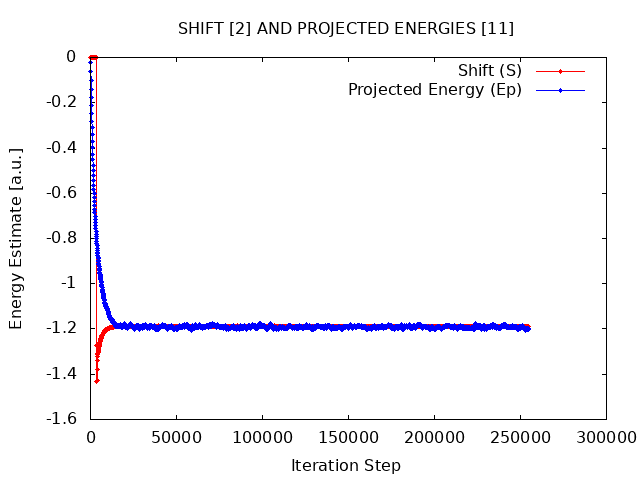 SHIFT [2] AND PROJECTED ENERGIES [11]
Shift (S)
Projected Energy (Ep)
Energy Estimate [a.u.]
0
-0.2
-0.4
-0.6
-0.8
-1
-1.2
-1.4
-1.6
0 50000 100000 150000 200000 250000 300000
Iteration Step